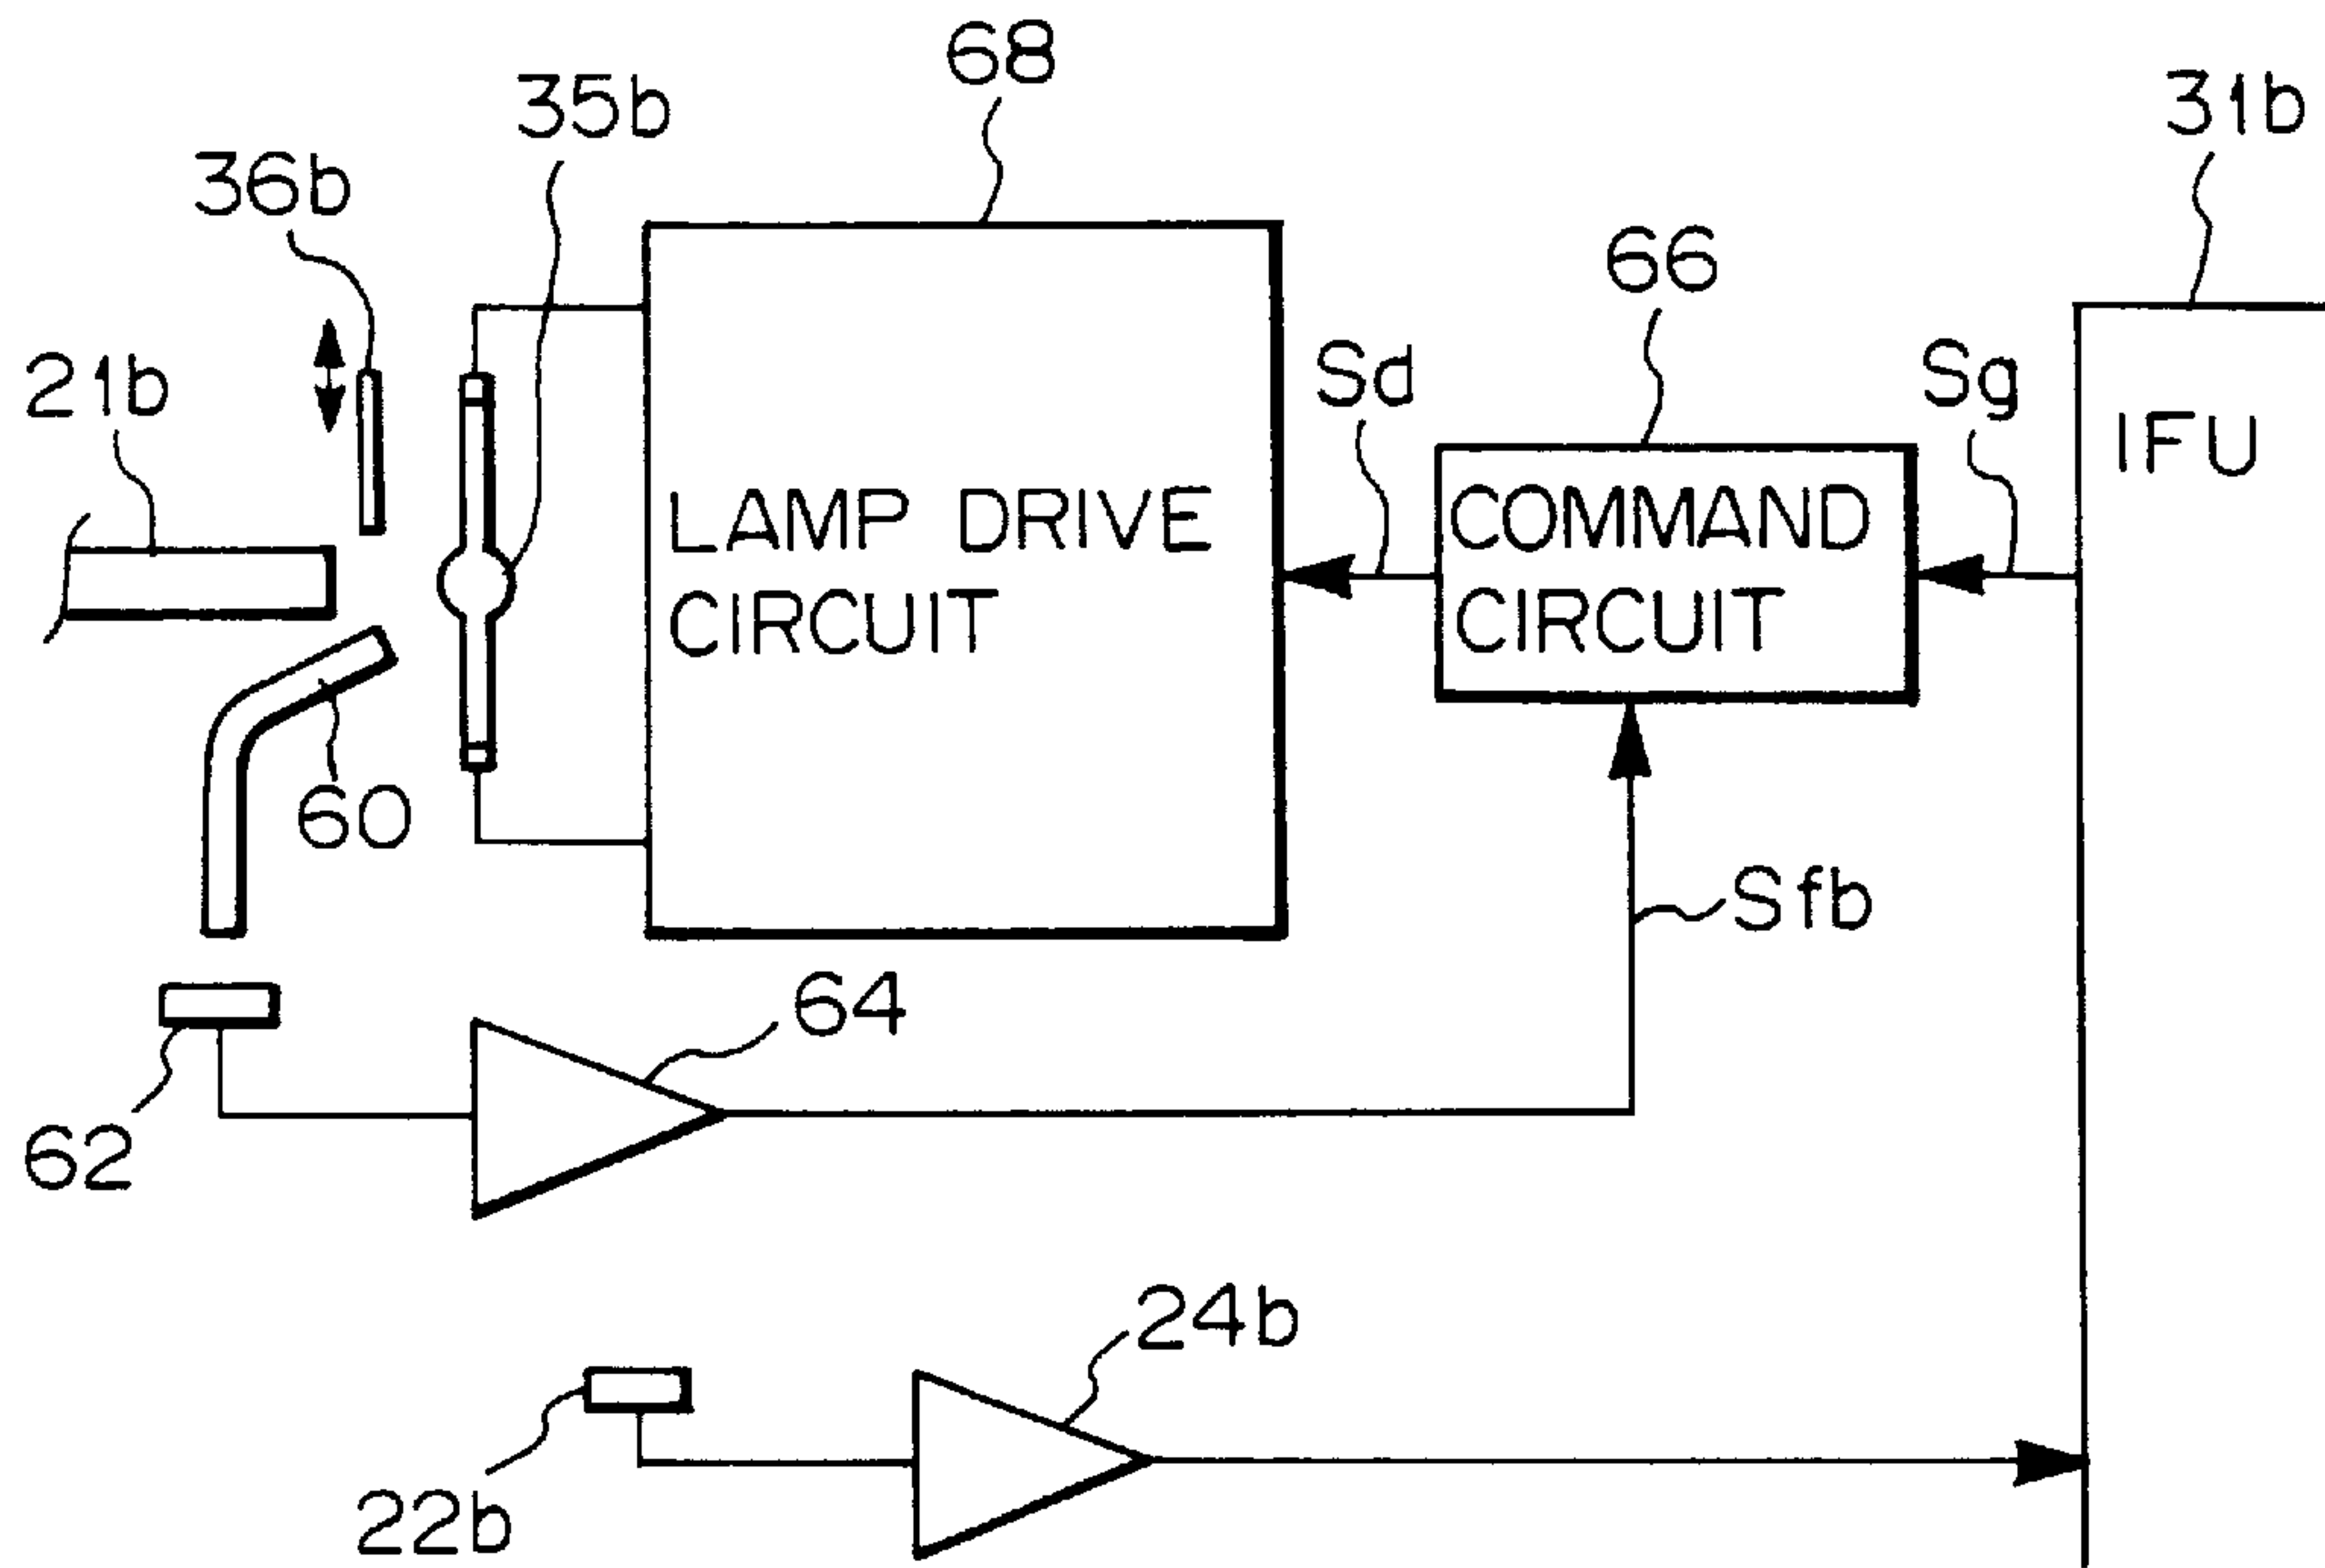 68
35b
31b
36b
66
21b
Sd
Sg
IFU
LAMP DRIVE
CIRCUIT
COMMAND
CIRCUIT
60
Sfb
64
62
24b
22b